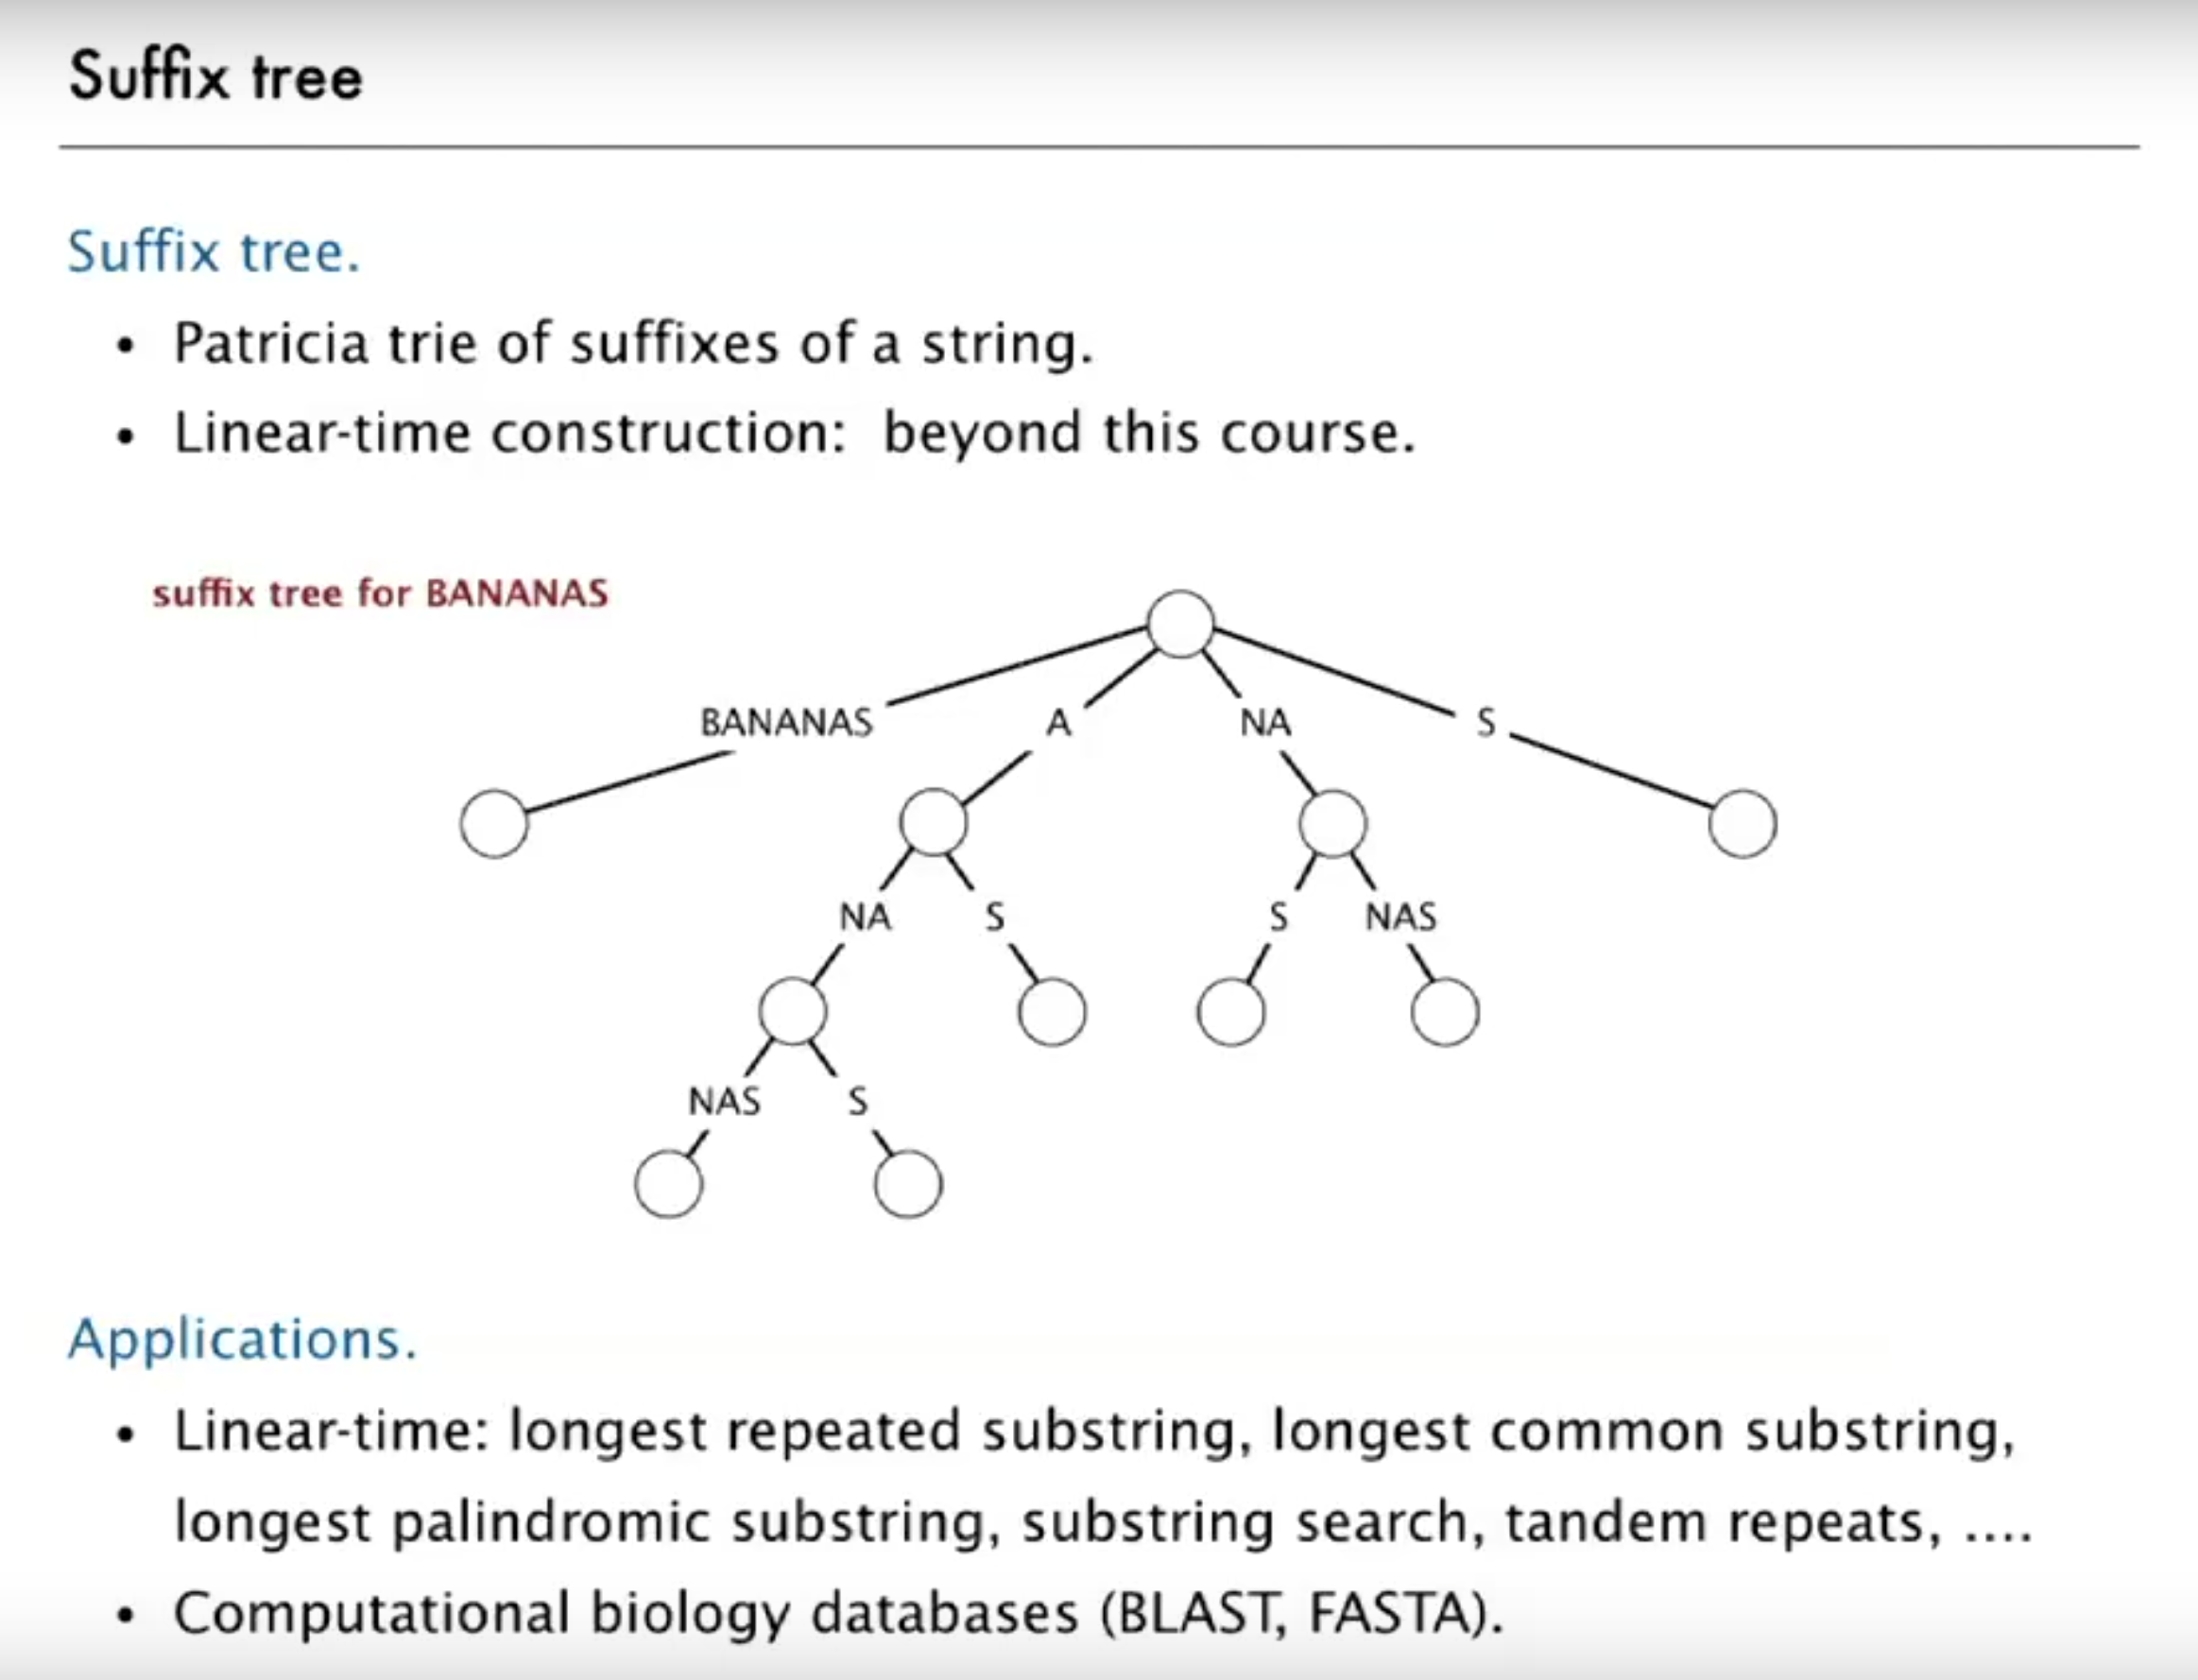 Suffix tree
Suffix tree.
• Patricia trie of suffixes of a string.
• Linear-time construction:  beyond this course.
suffix tree for BANANAS
BANANAS A NA S
NA S S NAS
NAS S
Applications.
• Linear-time: longest repeated substring, longest common substring,
longest palindromic substring, substring search, tandem repeats, ....
• Computational biology databases (BLAST, FASTA).